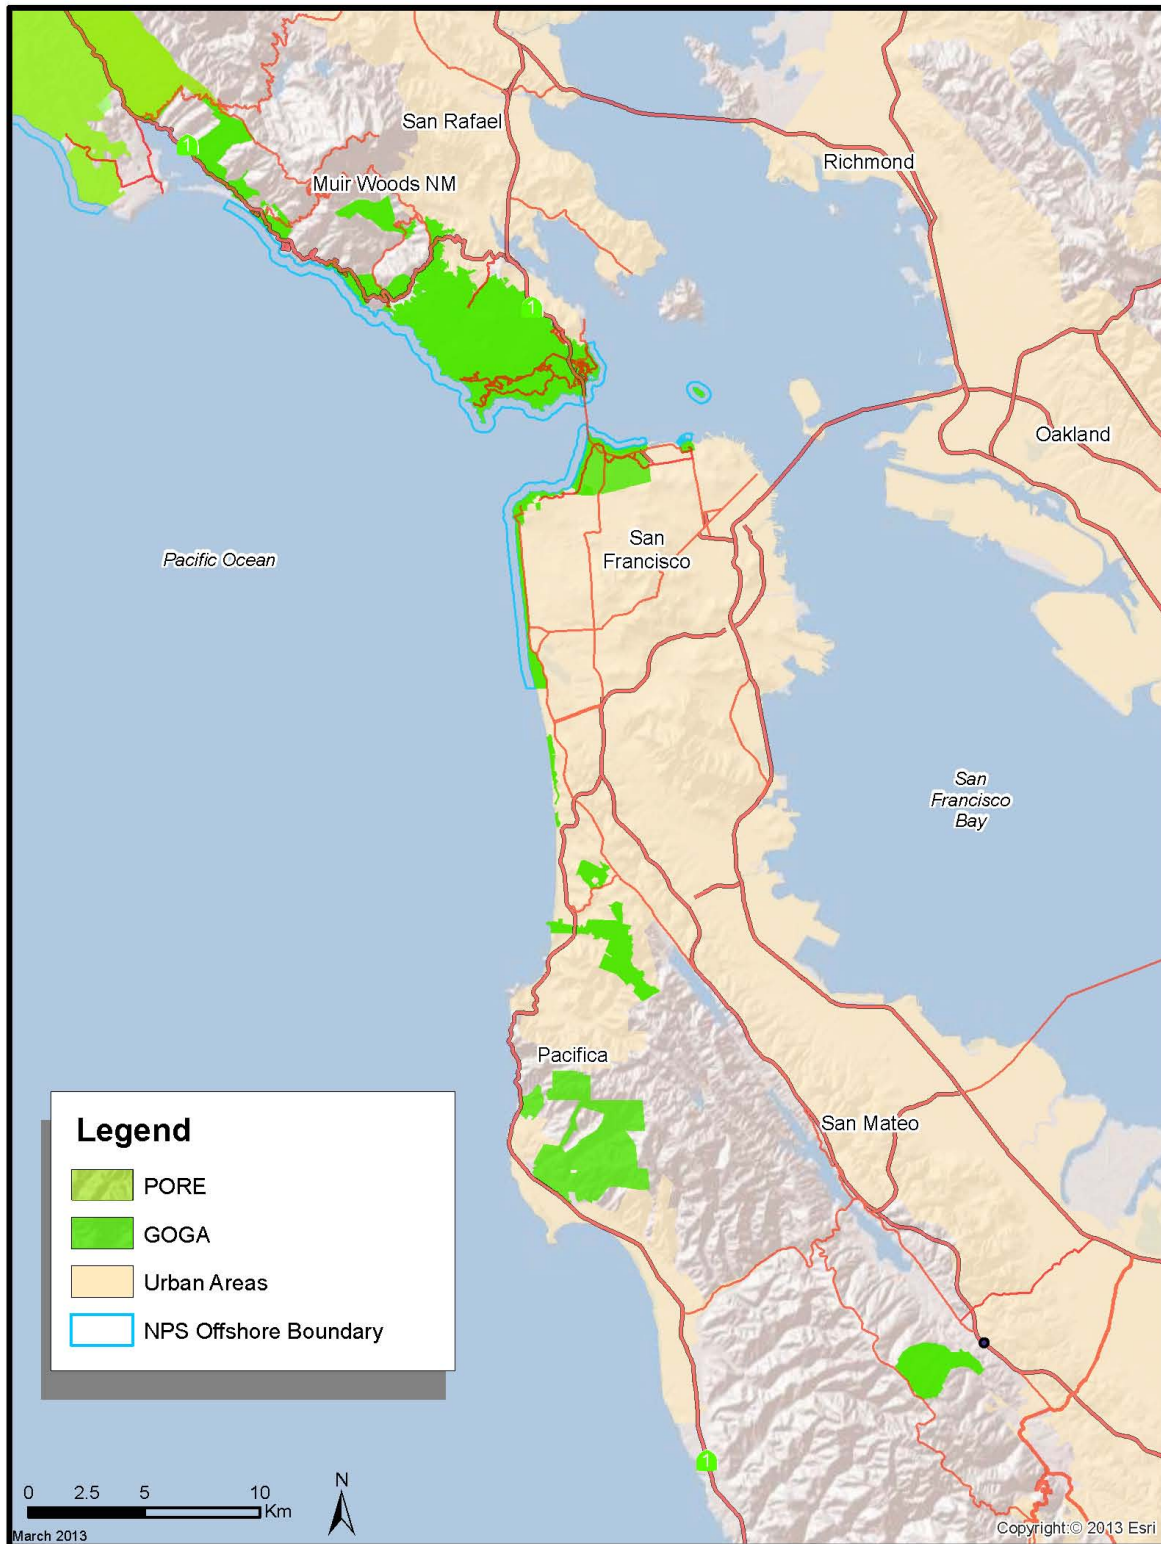 San Rafael
Richmond
1
Muir Woods NM
1
Oakland
San
Francisco
Pacific Ocean
San
Francisco
Bay
Pacifica
San Mateo
Legend
PORE
GOGA
Urban Areas
NPS Offshore Boundary
1
N
0 2.5 5 10
Km
March 2013
Copyright:© 2013 Esri